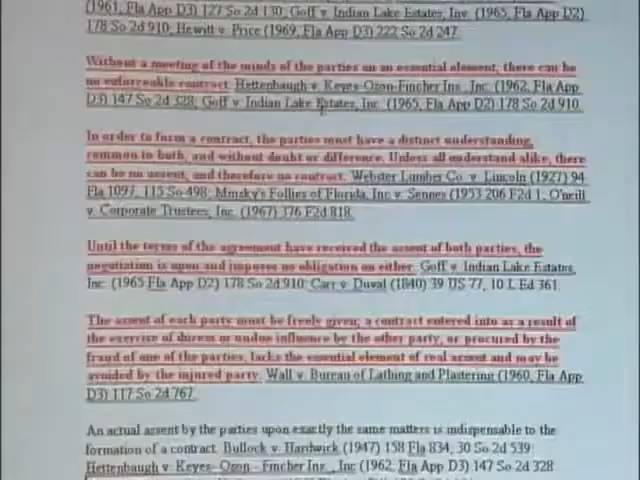 (1961, Fla App D3) 127 So 2d 130, Goff v. Indian Lake Estates, Inc. (1965, Fla App D2)
178 So 2d 910, Hewitt v. Price (1969, Fla App D3) 222 So 2d 247.
Without a meeting of the minds of the parties on an essential element, there can be
no enforceable contract. Hettenbaugh v. Keyes-Ozon-Fincher Ins., Inc. (1962, Fla App
D3) 147 So 2d 328, Goff v. Indian Lake Estates, Inc. (1965, Fla App D2) 178 So 2d 910.
In order to form a contract, the parties must have a distinct understanding,
common to both, and without doubt or difference. Unless all understand alike, there
can be no assent, and therefore no contract. Webster Lumber Co. v. Lincoln (1927) 94
Fla 1097, 115 So 498, Minsky's Follies of Florida, Inc. v. Sennes (1953 206 F2d 1, O'neill
v. Corporate Trustees, Inc. (1967) 376 F2d 818.
Until the terms of the agreement have received the assent of both parties, the
negotiation is open and imposes no obligation on either. Goff v. Indian Lake Estates,
Inc. (1965 Fla App D2) 178 So 2d 910, Carr v. Duval (1840) 39 US 77, 10 L Ed 361.
The assent of each party must be freely given; a contract entered into as a result of
the exercise of duress or undue influence by the other party, or procured by the
fraud of one of the parties, lacks the essential element of real assent and may be
avoided by the injured party. Wall v. Bureau of Lathing and Plastering (1960, Fla App
D3) 117 So 2d 767.
An actual assent by the parties upon exactly the same matters is indispensable to the
formation of a contract. Bullock v. Hardwick (1947) 158 Fla 834, 30 So 2d 539,
Hettenbaugh v. Keyes- Ozon - Fincher Ins., Inc (1962, Fla App D3) 147 So 2d 328